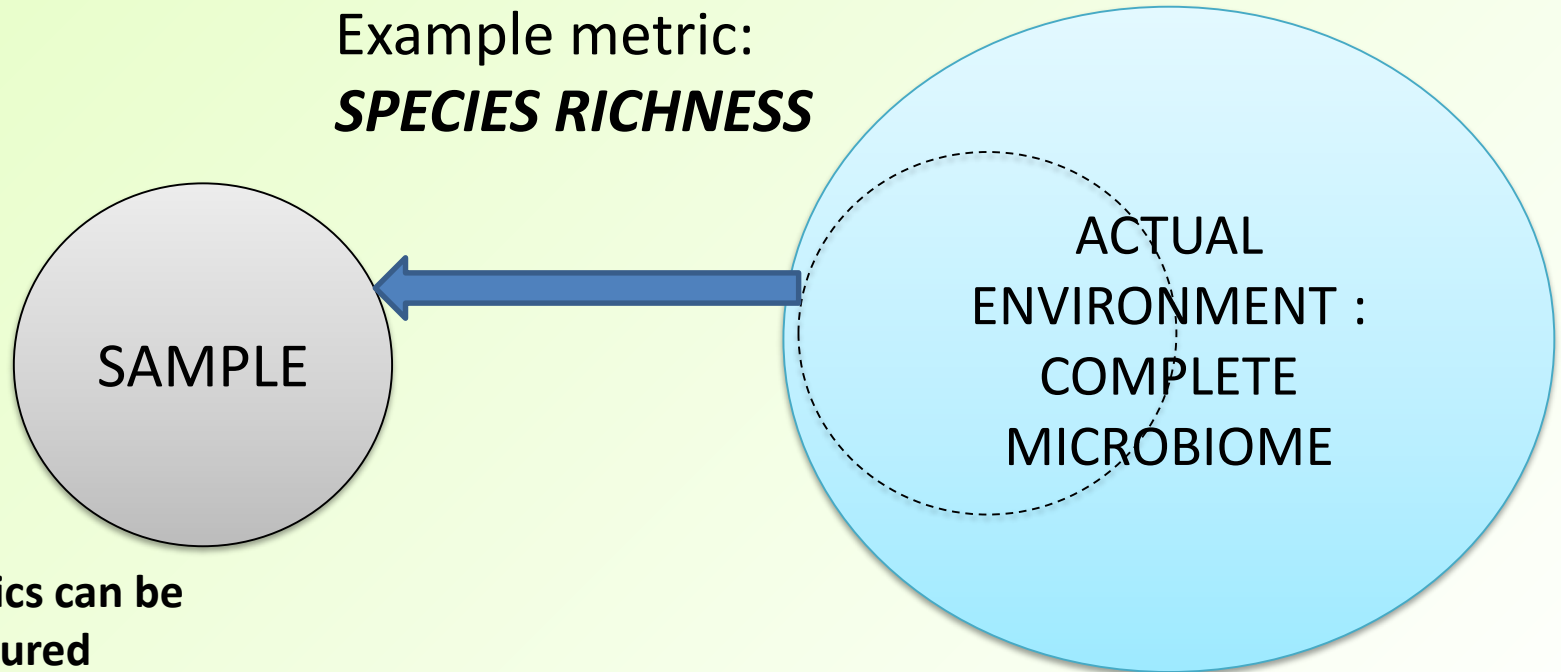 Example metric:
SPECIES RICHNESS
ACTUAL
ENVIRONMENT :
COMPLETE
MICROBIOME
SAMPLE
can be